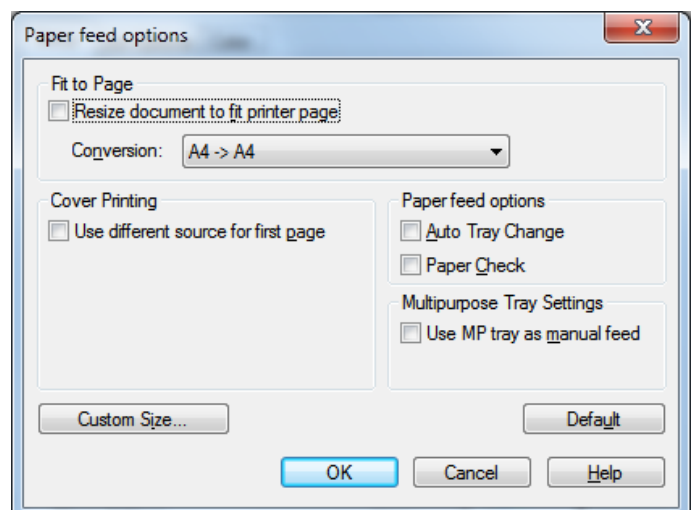 Paper feed options
Fit to Page
Resize document to fit printer page
Conversion: A4 -> A4
Cover Printing
Use different source for first page
Paper feed options
Auto Tray Change
Paper Check
Multipurpose Tray Settings
Use MP tray as manual feed
Custom Size...
Default
OK
Cancel
Help